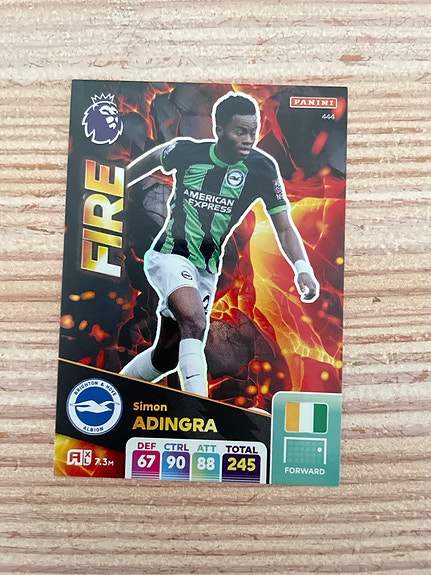 PANINI
444
FIRE
AMERICAN
EXPRESS
BRIGHTON & HOVE
ALBION
Simon
ADINGRA
DEF CTRL ATT TOTAL
67 90 88 245
XL 7.3M
FORWARD